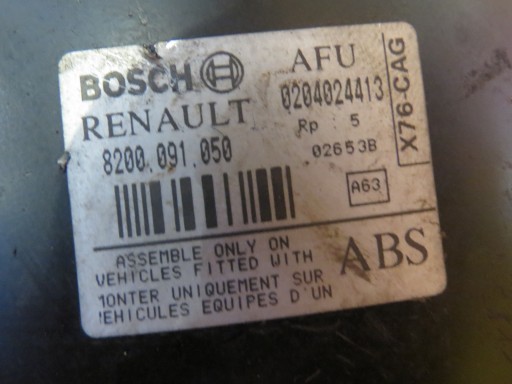 BOSCH AFU
RENAULT 0204024413
Rp 5
8200.091.050 02653B
X76-CAG
A63
ASSEMBLE ONLY ON
VEHICLES FITTED WITH ABS
MONTER UNIQUEMENT SUR
VEHICULES EQUIPES D'UN